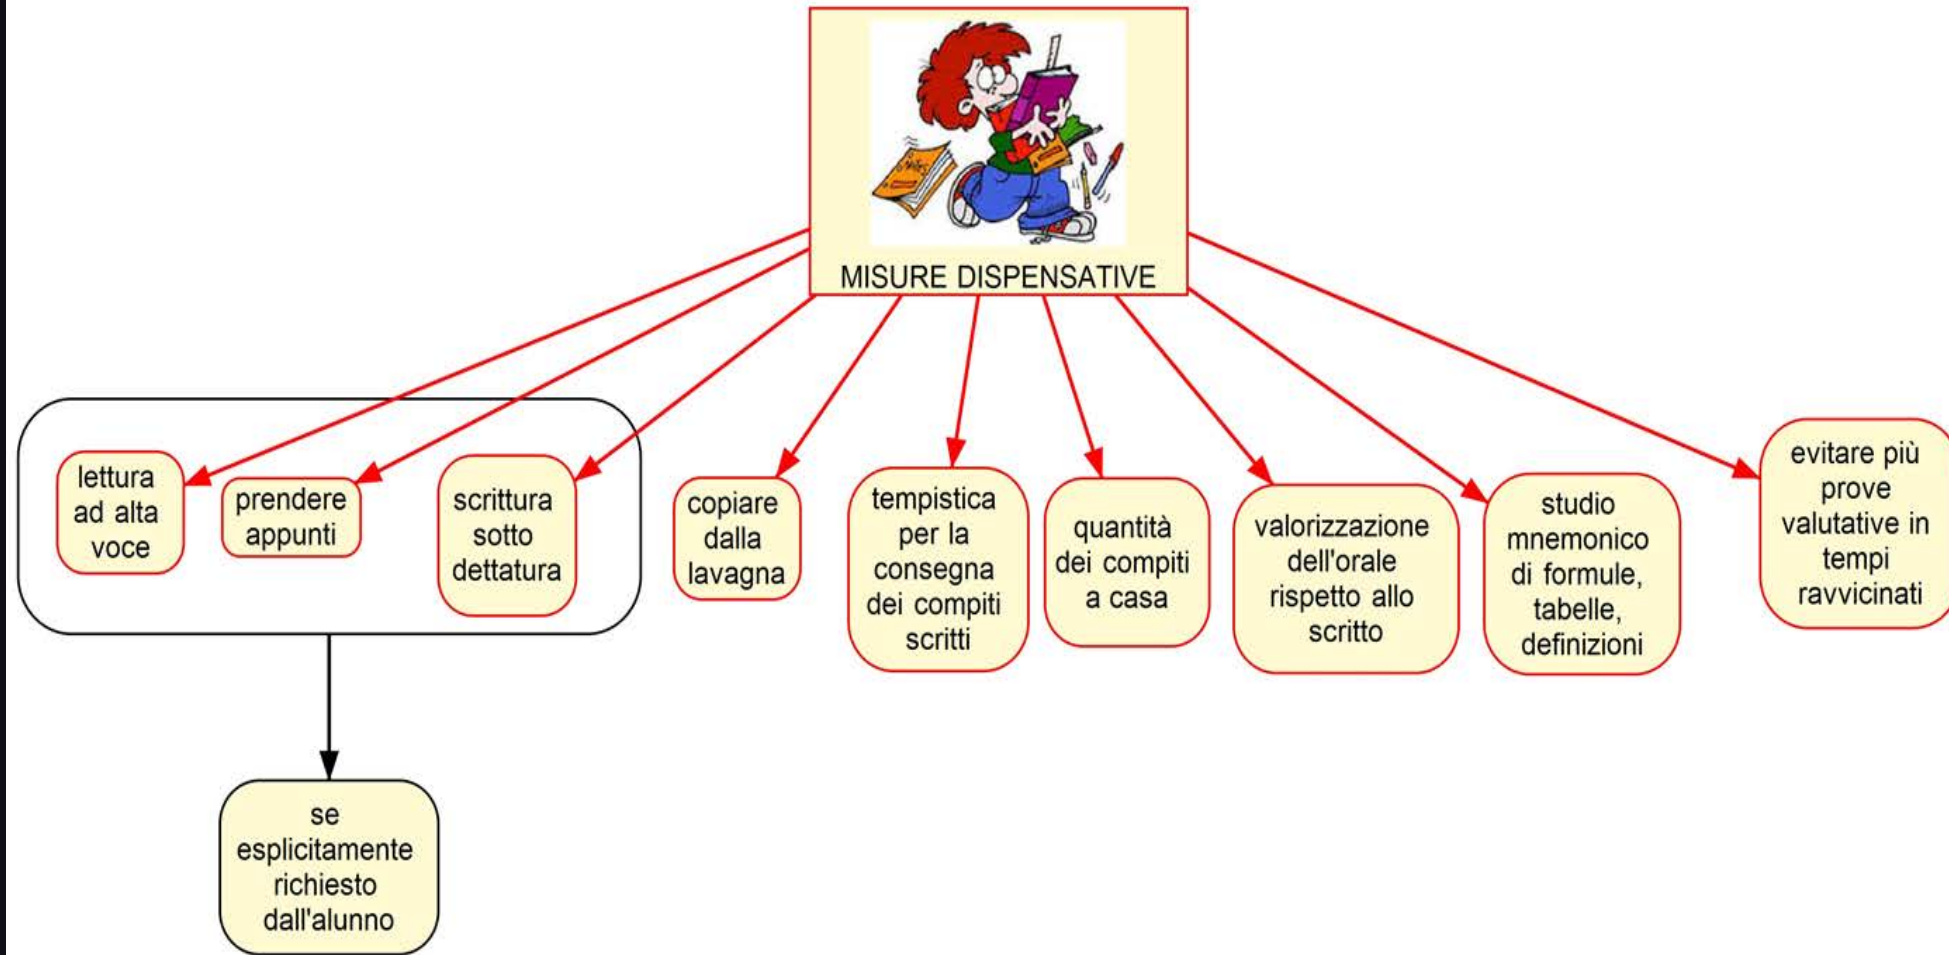 NOTES
MISURE DISPENSATIVE
lettura
ad alta
voce
prendere
appunti
scrittura
sotto
dettatura
copiare
dalla
lavagna
tempistica
per la
consegna
dei compiti
scritti
quantità
dei compiti
a casa
valorizzazione
dell'orale
rispetto allo
scritto
studio
mnemonico
di formule,
tabelle,
definizioni
evitare più
prove
valutative in
tempi
ravvicinati
se
esplicitamente
richiesto
dall'alunno